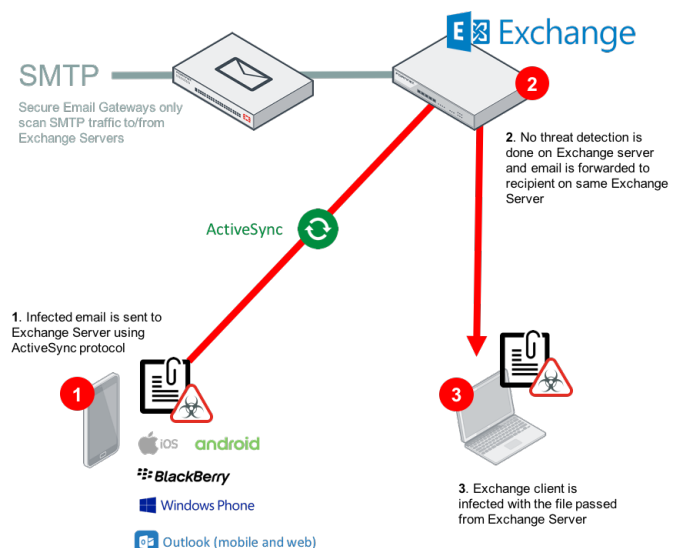 E Exchange
SMTP
Secure Email Gateways only
scan SMTP traffic to/from
Exchange Servers
2
2. No threat detection is
done on Exchange server
and email is forwarded to
recipient on same Exchange
Server
ActiveSync
1. Infected email is sent to
Exchange Server using
ActiveSync protocol
1
3
iOS android
BlackBerry
Windows Phone
Outlook (mobile and web)
3. Exchange client is
infected with the file passed
from Exchange Server